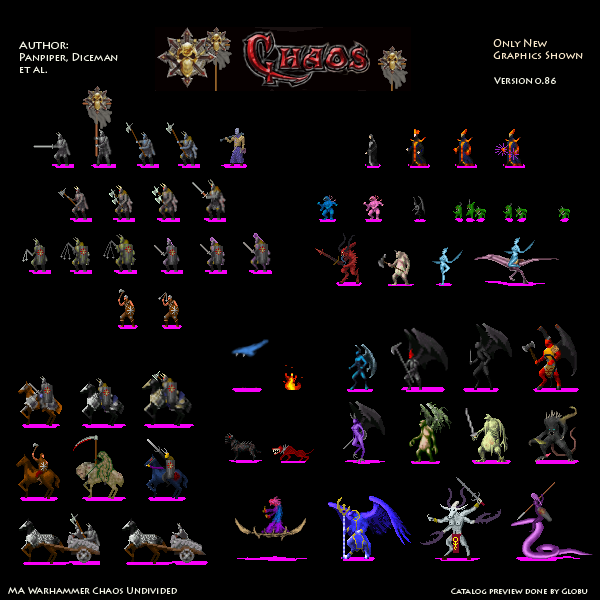 Author:
Panpiper, Diceman
et al.
Chaos
Only New
Graphics Shown
Version 0.86
MA Warhammer Chaos Undivided
Catalog preview done by Globu